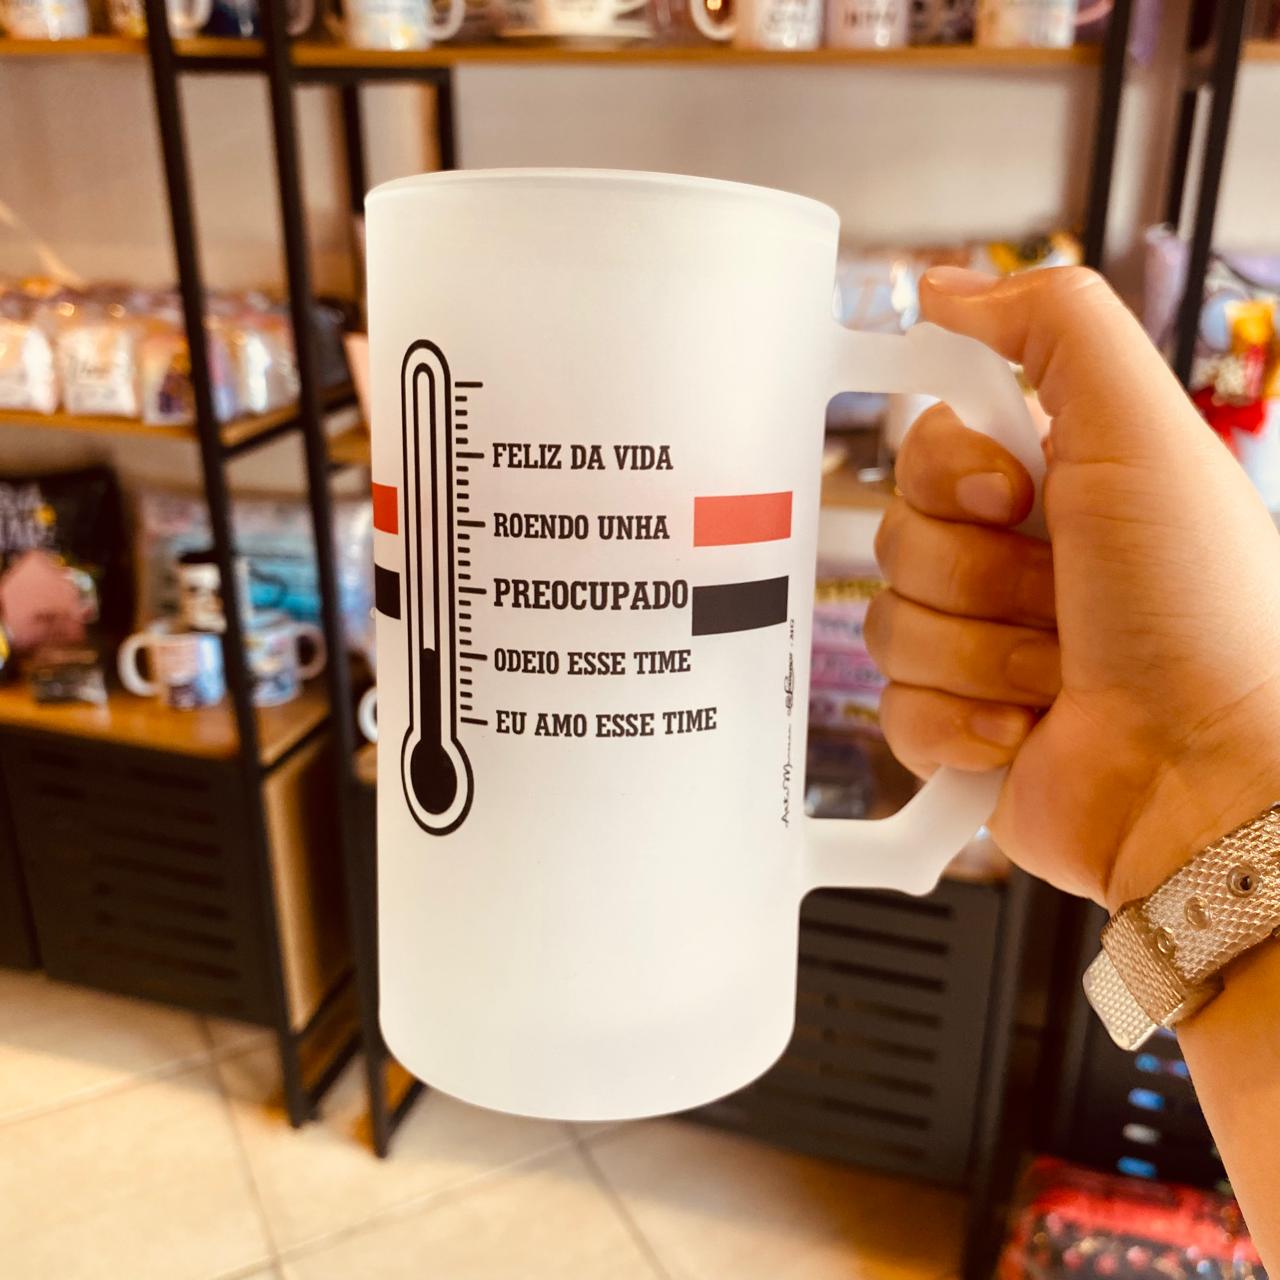 FELIZ DA VIDA
ROENDO UNHA
PREOCUPADO
ODEIO ESSE TIME
EU AMO ESSE TIME